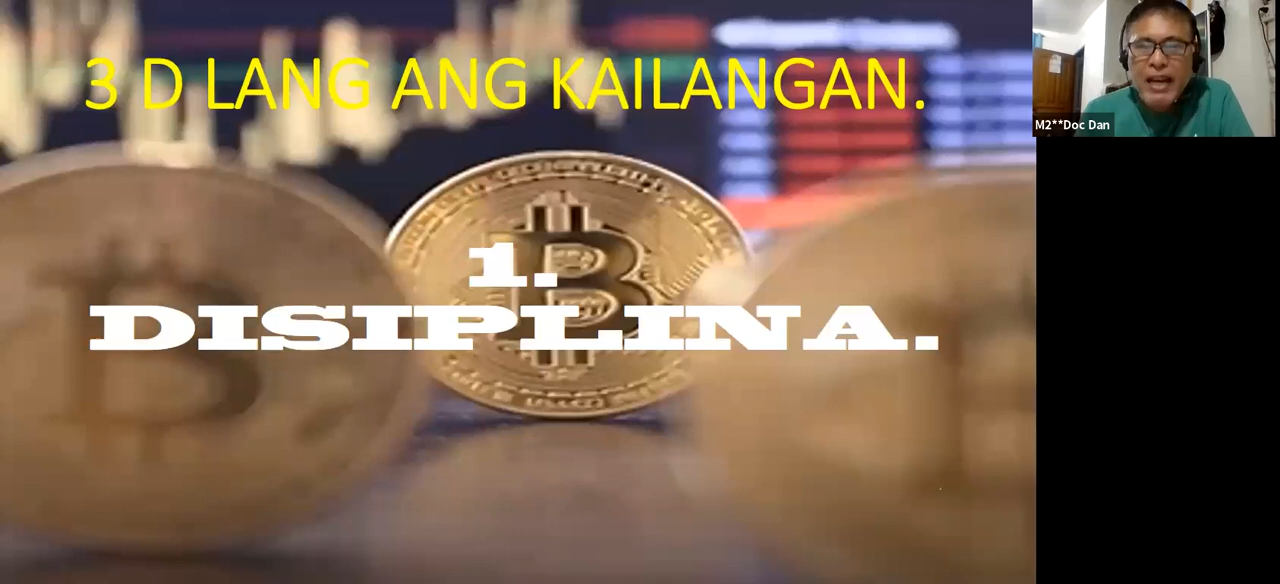 3 D LANG ANG KAILANGAN.
1.
DISIPLINA.
M2**Doc Dan